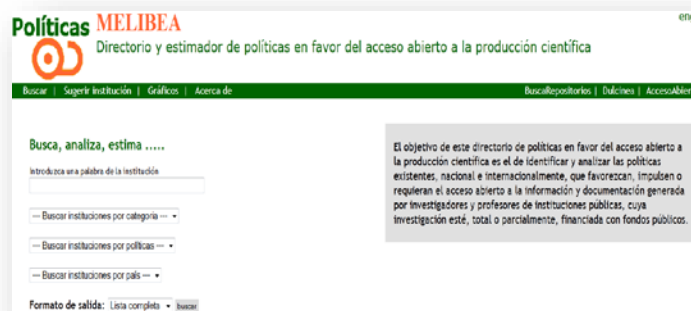 Políticas MELIBEA
eng
Directorio y estimador de políticas en favor del acceso abierto a la producción científica
Buscar | Sugerir institución | Gráficos | Acerca de
BuscaRepositorios | Dulcinea | AccesoAbier
Busca, analiza, estima .....
Introduzca una palabra de la institución
--- Buscar instituciones por categoria ---
--- Buscar instituciones por políticas ---
--- Buscar instituciones por país ---
Formato de salida: Lista completa buscar
El objetivo de este directorio de políticas en favor del acceso abierto a
la producción científica es el de identificar y analizar las políticas
existentes, nacional e internacionalmente, que favorezcan, impulsen o
requieran el acceso abierto a la información y documentación generada
por investigadores y profesores de instituciones públicas, cuya
investigación esté, total o parcialmente, financiada con fondos públicos.